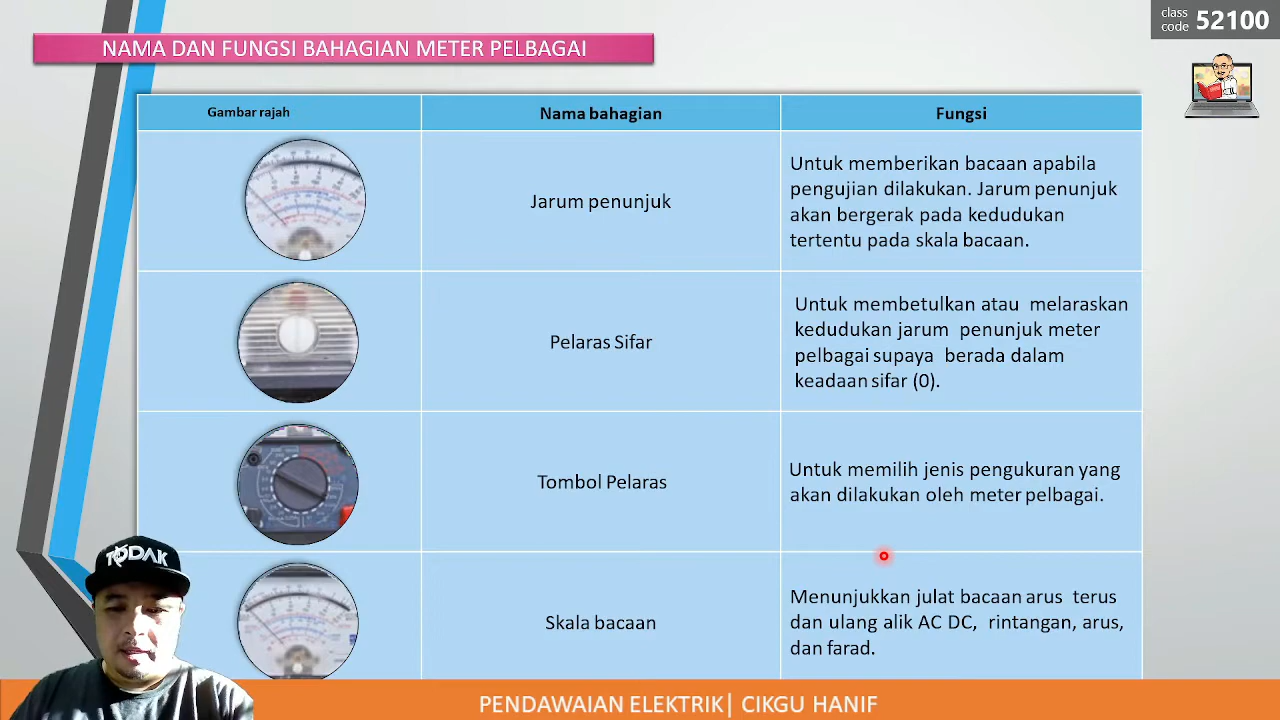 class
code 52100
NAMA DAN FUNGSI BAHAGIAN METER PELBAGAI
Gambar rajah
Nama bahagian
Fungsi
Jarum penunjuk
Untuk memberikan bacaan apabila
pengujian dilakukan. Jarum penunjuk
akan bergerak pada kedudukan
tertentu pada skala bacaan.
Pelaras Sifar
Untuk membetulkan atau melaraskan
kedudukan jarum penunjuk meter
pelbagai supaya berada dalam
keadaan sifar (0).
Tombol Pelaras
Untuk memilih jenis pengukuran yang
akan dilakukan oleh meter pelbagai.
Skala bacaan
Menunjukkan julat bacaan arus terus
dan ulang alik AC DC, rintangan, arus,
dan farad.
TODAK
PENDAWAIAN ELEKTRIK| CIKGU HANIF